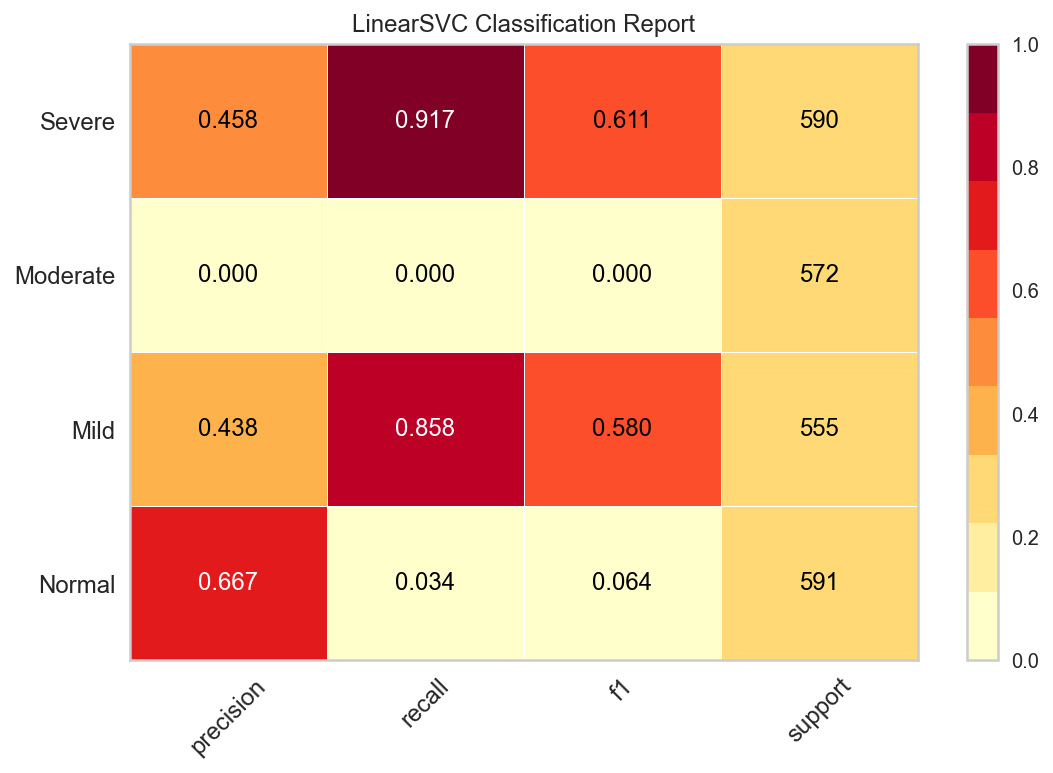 LinearSVC Classification Report
Severe 0.458 0.917 0.611 590
Moderate 0.000 0.000 0.000 572
Mild 0.438 0.858 0.580 555
Normal 0.667 0.034 0.064 591
precision recall f1 support
1.0
0.8
0.6
0.4
0.2
0.0